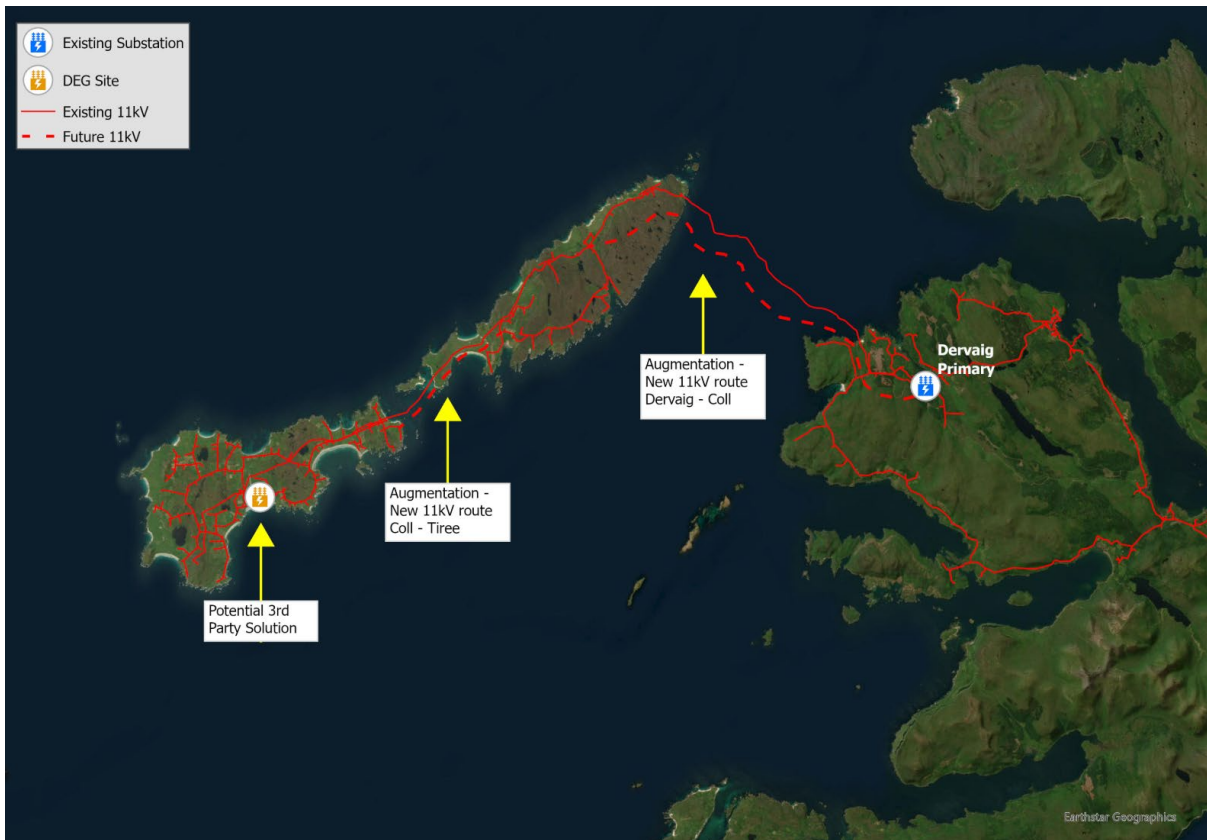 Existing Substation
DEG Site
Existing 11kV
Future 11kV
Dervaig
Primary
Augmentation -
New 11kV route
Dervaig - Coll
Augmentation -
New 11kV route
Coll - Tiree
Potential 3rd
Party Solution
Earthstar Geographics